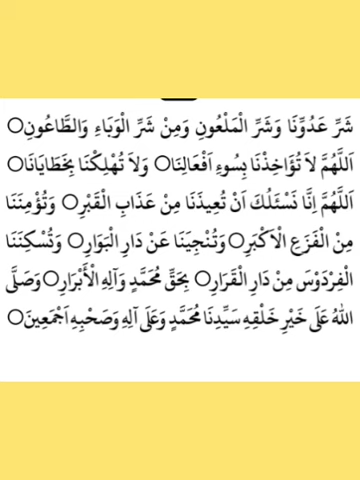 شَرِّ عَدُوِّنَا وَشَرِّ الْمَلْعُونِ وَمِنْ شَرِّ الْوَبَاءِ وَالطَّاعُونِ○
اَللّٰهُمَّ لَا تُؤَاخِذْنَا بِسُوءِ اَفْعَالِنَا○ وَلَا تُهْلِكْنَا بِخَطَايَانَا○
اَللّٰهُمَّ اِنَّا نَسْئَلُكَ اَنْ تُعِيذَنَا مِنْ عَذَابِ الْقَبْرِ○ وَتُؤْمِنَنَا
مِنَ الْفَزَعِ الْاَكْبَرِ○ وَتُنْجِيَنَا عَنْ دَارِ الْبَوَارِ○ وَتُسْكِنَنَا
الْفِرْدَوْسَ مِنْ دَارِ الْقَرَارِ○ بِحَقِّ مُحَمَّدٍ وَآلِهِ الْأَبْرَارِ○ وَصَلَّى
اللهُ عَلَى خَيْرِ خَلْقِهِ سَيِّدِنَا مُحَمَّدٍ وَعَلَى آلِهِ وَصَحْبِهِ اَجْمَعِينَ○